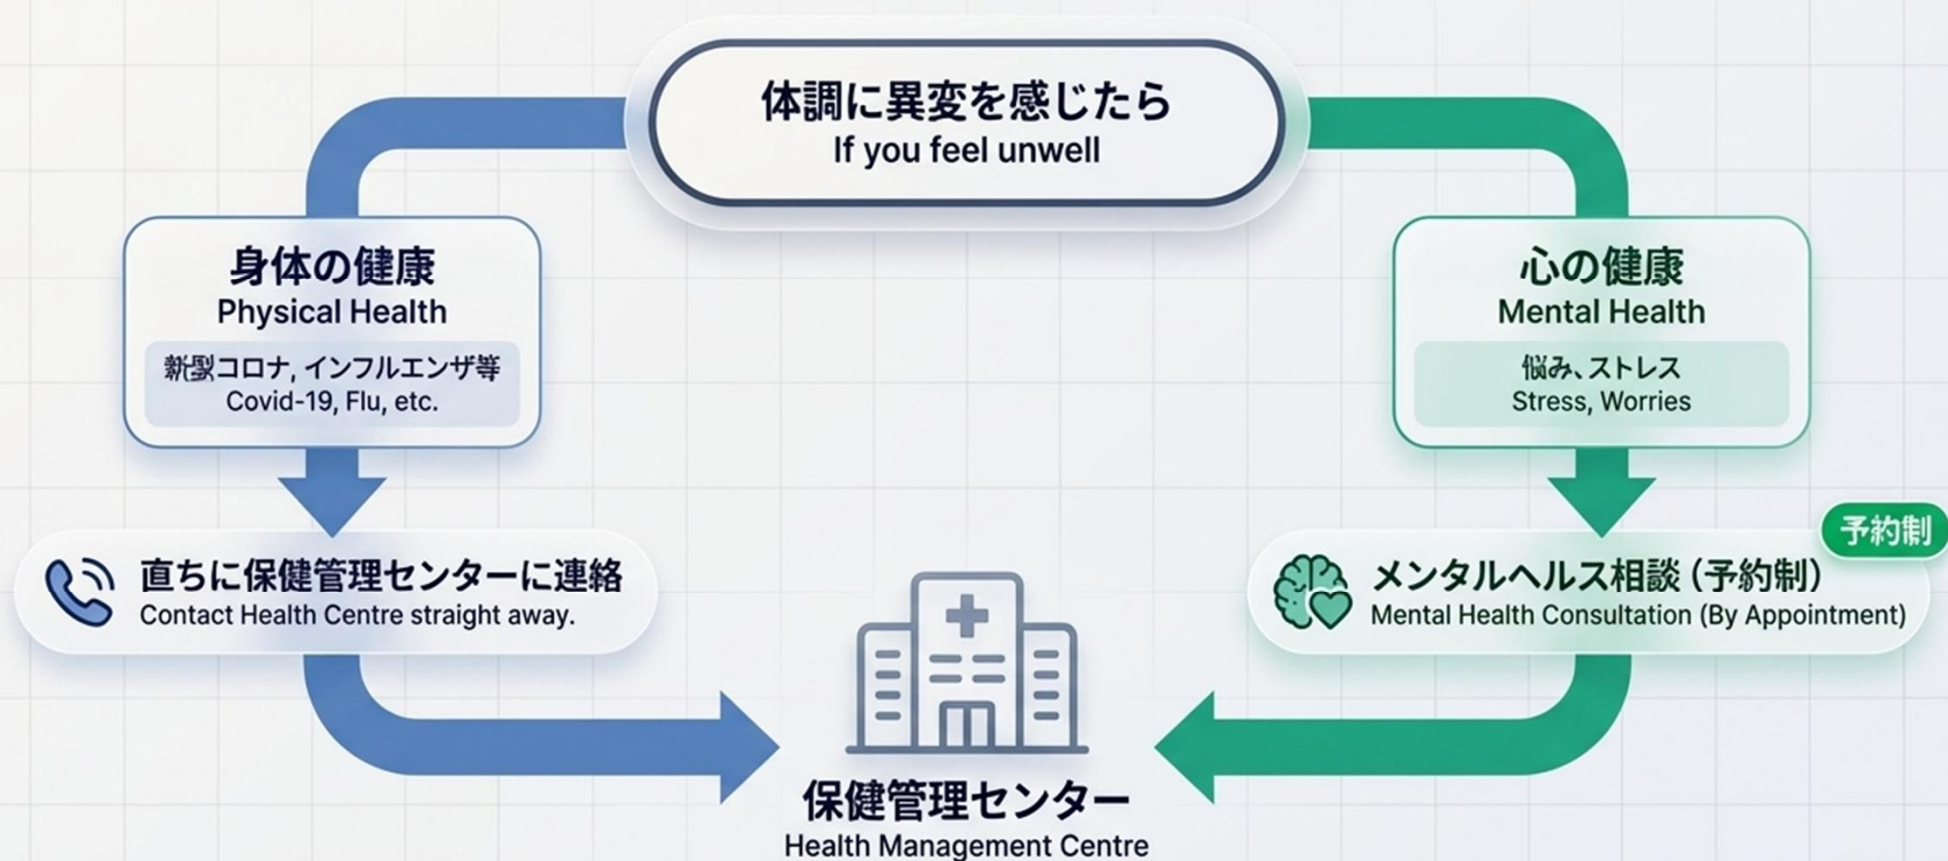 体調に異変を感じたら
If you feel unwell
身体の健康
Physical Health
新型コロナ, インフルエンザ等
Covid-19, Flu, etc.
直ちに保健管理センターに連絡
Contact Health Centre straight away.
心の健康
Mental Health
悩み、ストレス
Stress, Worries
予約制
メンタルヘルス相談（予約制）
Mental Health Consultation (By Appointment)
保健管理センター
Health Management Centre